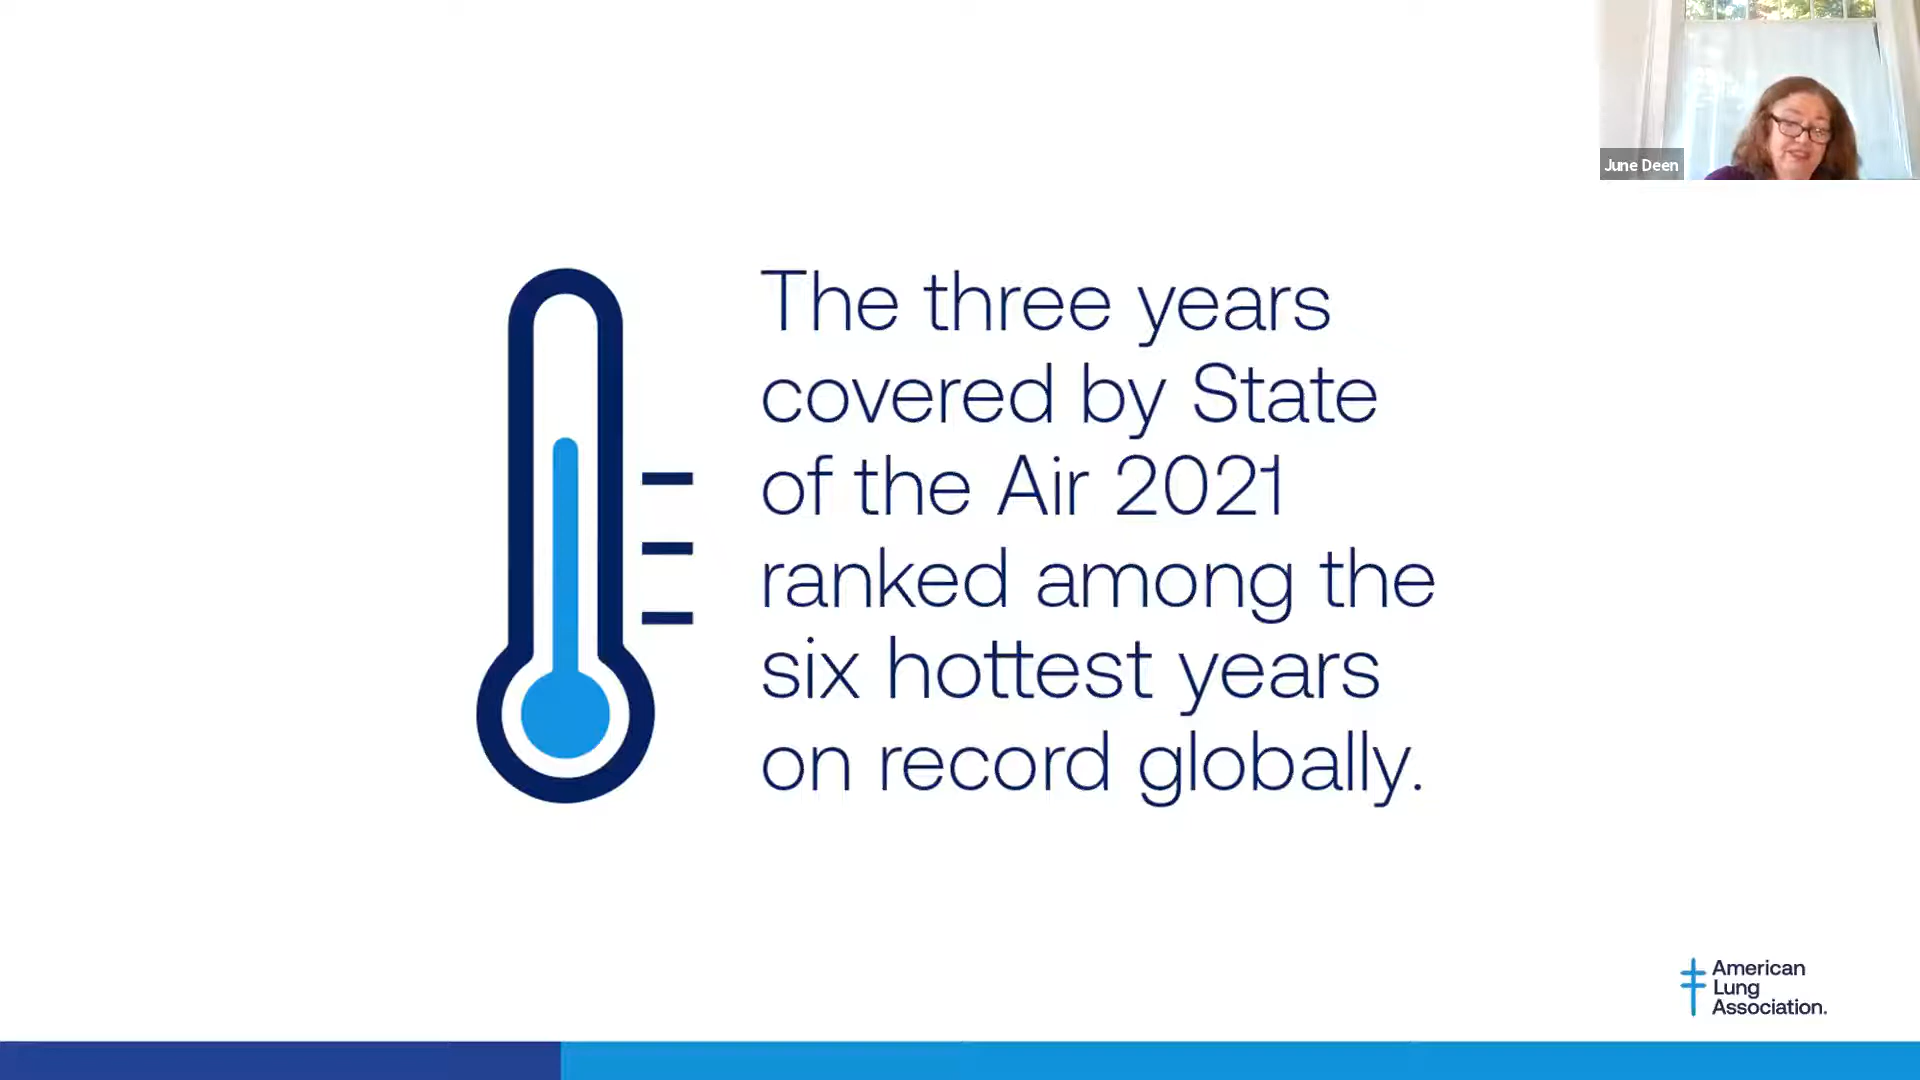 June Deen
The three years
covered by State
of the Air 2021
ranked among the
six hottest years
on record globally.
American
Lung
Association.